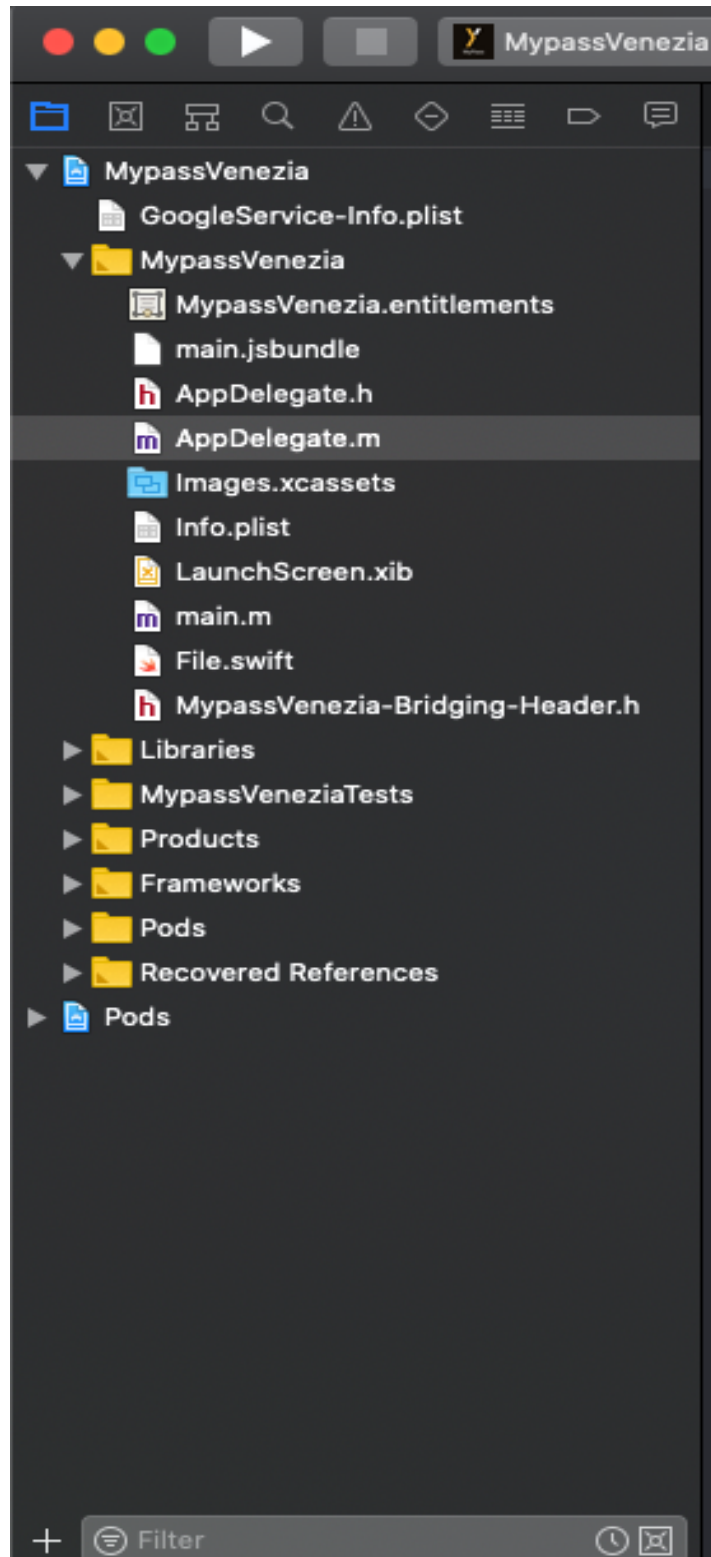 MypassVenezia
MypassVenezia
GoogleService-Info.plist
MypassVenezia
MypassVenezia.entitlements
main.jsbundle
h AppDelegate.h
m AppDelegate.m
Images.xcassets
Info.plist
LaunchScreen.xib
m main.m
File.swift
h MypassVenezia-Bridging-Header.h
Libraries
MypassVeneziaTests
Products
Frameworks
Pods
Recovered References
Pods
Filter